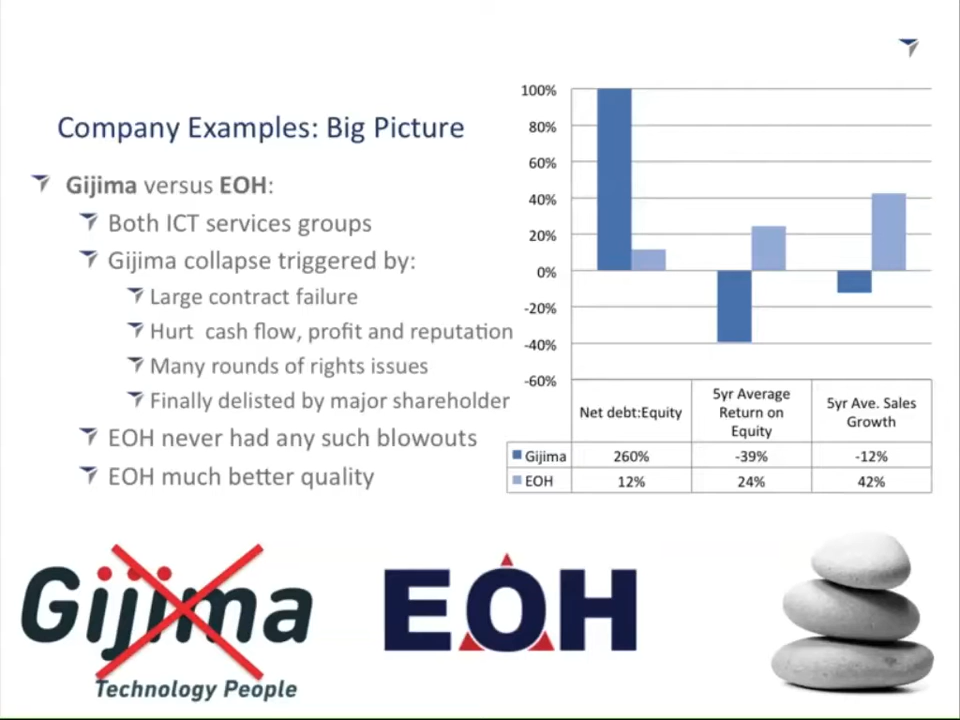 Company Examples: Big Picture
Gijima versus EOH:
Both ICT services groups
Gijima collapse triggered by:
Large contract failure
Hurt cash flow, profit and reputation
Many rounds of rights issues
Finally delisted by major shareholder
EOH never had any such blowouts
EOH much better quality
100%
80%
60%
40%
20%
0%
-20%
-40%
-60%
Net debt:Equity
5yr Average
Return on
Equity
5yr Ave. Sales
Growth
Gijima 260% -39% -12%
EOH 12% 24% 42%
Gijima
Technology People
EOH